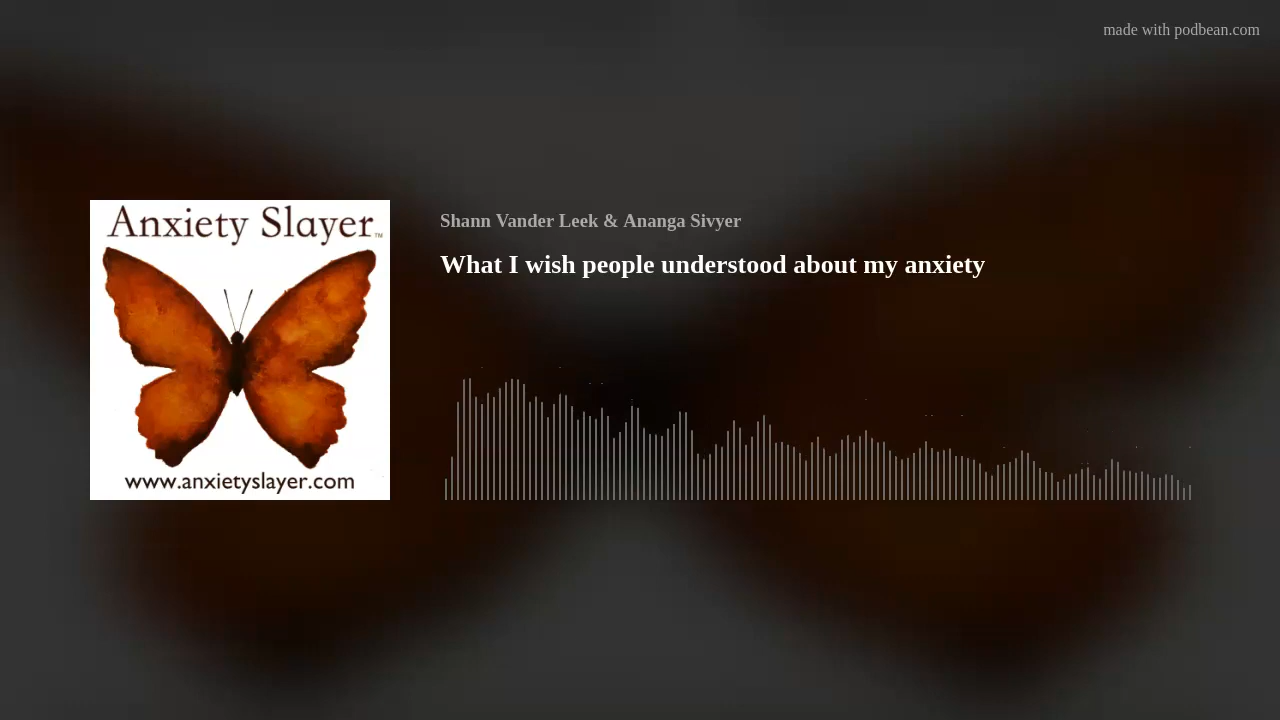 made with podbean.com
Anxiety Slayer™
www.anxietyslayer.com
Shann Vander Leek & Ananga Sivyer
What I wish people understood about my anxiety